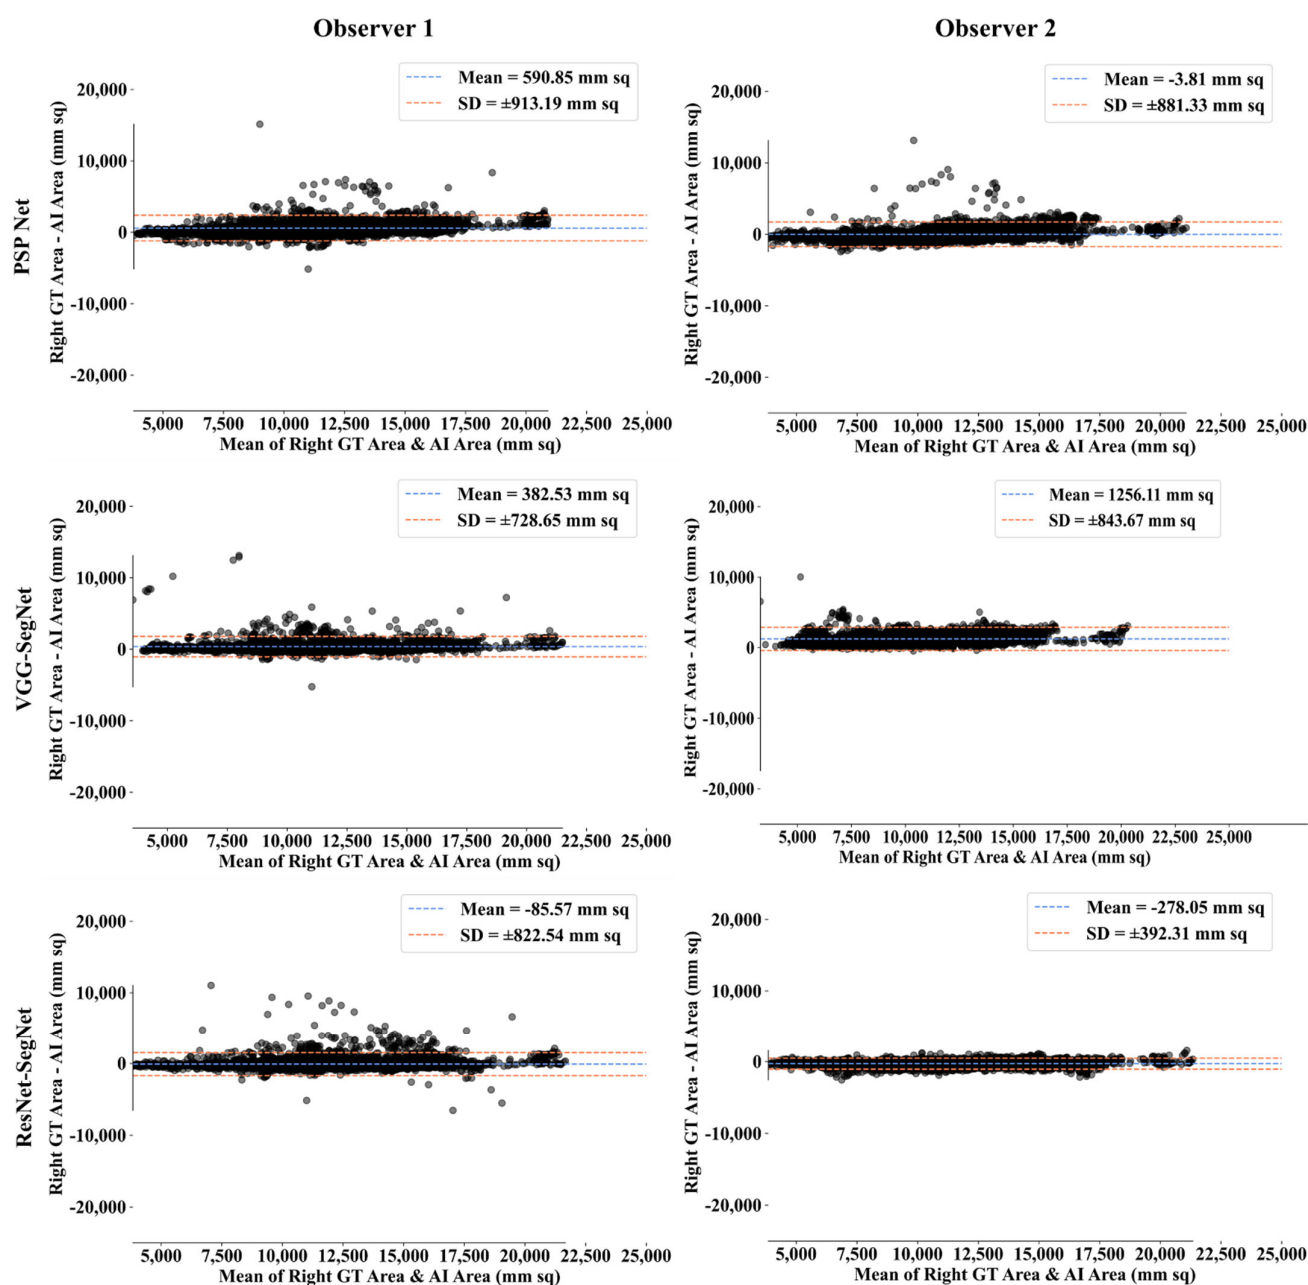 Observer 1
Observer 2
PSP Net
Right GT Area - AI Area (mm sq)
20,000
10,000
0
-10,000
-20,000
Mean = 590.85 mm sq
SD = ±913.19 mm sq
5,000 7,500 10,000 12,500 15,000 17,500 20,000 22,500 25,000
Mean of Right GT Area & AI Area (mm sq)
Right GT Area - AI Area (mm sq)
20,000
10,000
0
-10,000
-20,000
Mean = -3.81 mm sq
SD = ±881.33 mm sq
5,000 7,500 10,000 12,500 15,000 17,500 20,000 22,500 25,000
Mean of Right GT Area & AI Area (mm sq)
VGG-SegNet
Right GT Area - AI Area (mm sq)
20,000
10,000
0
-10,000
-20,000
Mean = 382.53 mm sq
SD = ±728.65 mm sq
5,000 7,500 10,000 12,500 15,000 17,500 20,000 22,500 25,000
Mean of Right GT Area & AI Area (mm sq)
Right GT Area - AI Area (mm sq)
20,000
10,000
0
-10,000
-20,000
Mean = 1256.11 mm sq
SD = ±843.67 mm sq
5,000 7,500 10,000 12,500 15,000 17,500 20,000 22,500 25,000
Mean of Right GT Area & AI Area (mm sq)
ResNet-SegNet
Right GT Area - AI Area (mm sq)
20,000
10,000
0
-10,000
-20,000
Mean = -85.57 mm sq
SD = ±822.54 mm sq
5,000 7,500 10,000 12,500 15,000 17,500 20,000 22,500 25,000
Mean of Right GT Area & AI Area (mm sq)
Right GT Area - AI Area (mm sq)
20,000
10,000
0
-10,000
-20,000
Mean = -278.05 mm sq
SD = ±392.31 mm sq
5,000 7,500 10,000 12,500 15,000 17,500 20,000 22,500 25,000
Mean of Right GT Area & AI Area (mm sq)